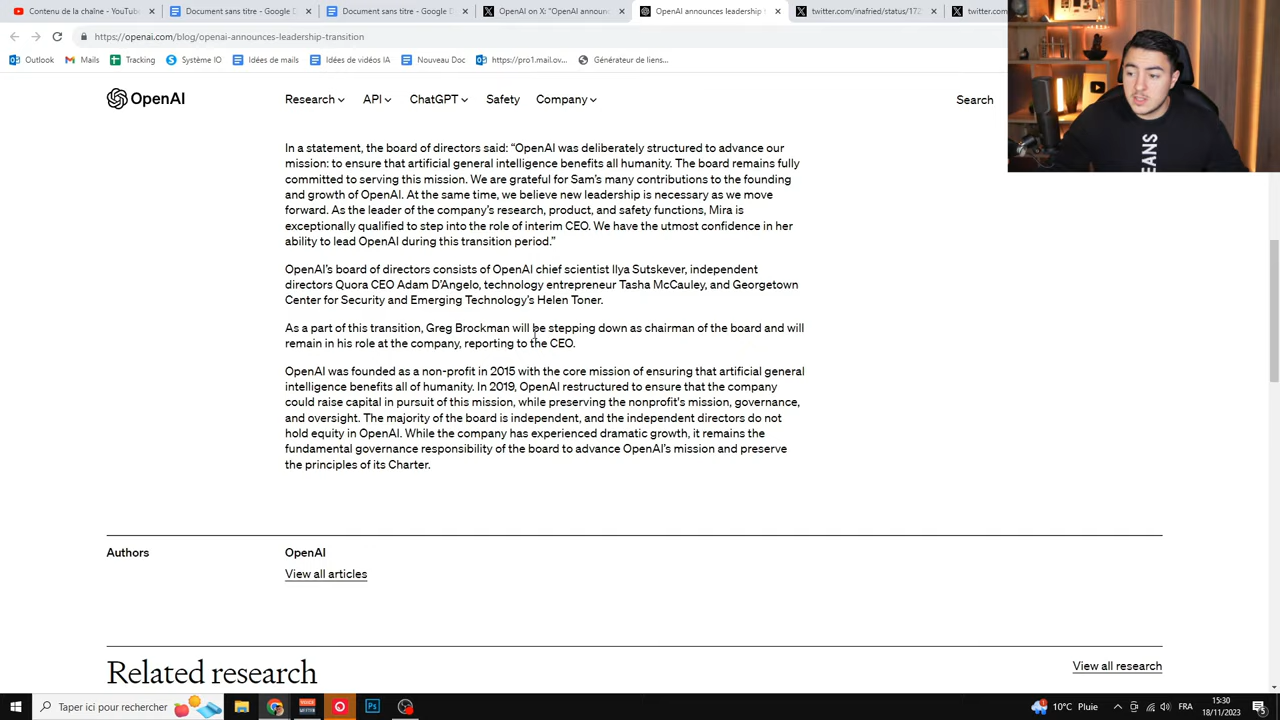 Contenu de la chaîne - YouTub
Document sans titre - Google D
Document sans titre - Google D
OpenAI on X: "OpenAI announc
OpenAI announces leadership t
twitter.com/inafried/status/172
twitter.com
https://openai.com/blog/openai-announces-leadership-transition
Outlook
Mails
Tracking
Système IO
Idées de mails
Idées de vidéos IA
Nouveau Doc
https://pro1.mail.ov...
Générateur de liens...
OpenAI
Research
API
ChatGPT
Safety
Company
Search
In a statement, the board of directors said: “OpenAI was deliberately structured to advance our
mission: to ensure that artificial general intelligence benefits all humanity. The board remains fully
committed to serving this mission. We are grateful for Sam’s many contributions to the founding
and growth of OpenAI. At the same time, we believe new leadership is necessary as we move
forward. As the leader of the company’s research, product, and safety functions, Mira is
exceptionally qualified to step into the role of interim CEO. We have the utmost confidence in her
ability to lead OpenAI during this transition period.”
OpenAI’s board of directors consists of OpenAI chief scientist Ilya Sutskever, independent
directors Quora CEO Adam D’Angelo, technology entrepreneur Tasha McCauley, and Georgetown
Center for Security and Emerging Technology’s Helen Toner.
As a part of this transition, Greg Brockman will be stepping down as chairman of the board and will
remain in his role at the company, reporting to the CEO.
OpenAI was founded as a non-profit in 2015 with the core mission of ensuring that artificial general
intelligence benefits all of humanity. In 2019, OpenAI restructured to ensure that the company
could raise capital in pursuit of this mission, while preserving the nonprofit's mission, governance,
and oversight. The majority of the board is independent, and the independent directors do not
hold equity in OpenAI. While the company has experienced dramatic growth, it remains the
fundamental governance responsibility of the board to advance OpenAI’s mission and preserve
the principles of its Charter.
Authors
OpenAI
View all articles
Related research
View all research
Taper ici pour rechercher
10°C Pluie
FRA
15:30
18/11/2023
EANS